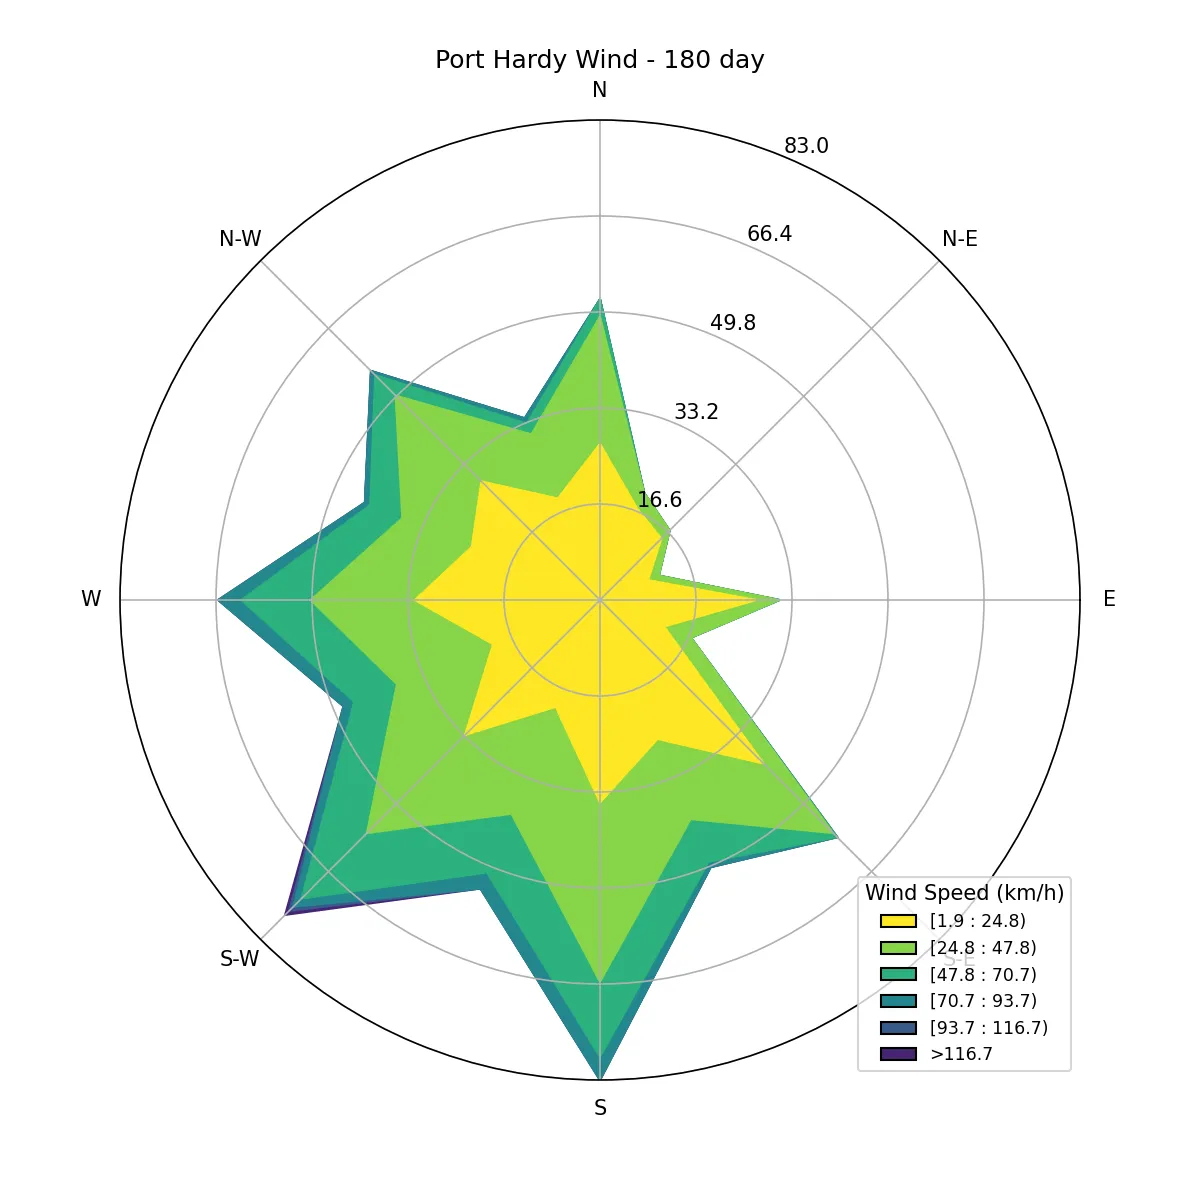 Port Hardy Wind - 180 day
N
83.0
N-W
66.4
N-E
49.8
33.2
16.6
W
E
S-W
S-E
S
Wind Speed (km/h)
[1.9 : 24.8)
[24.8 : 47.8)
[47.8 : 70.7)
[70.7 : 93.7)
[93.7 : 116.7)
>116.7